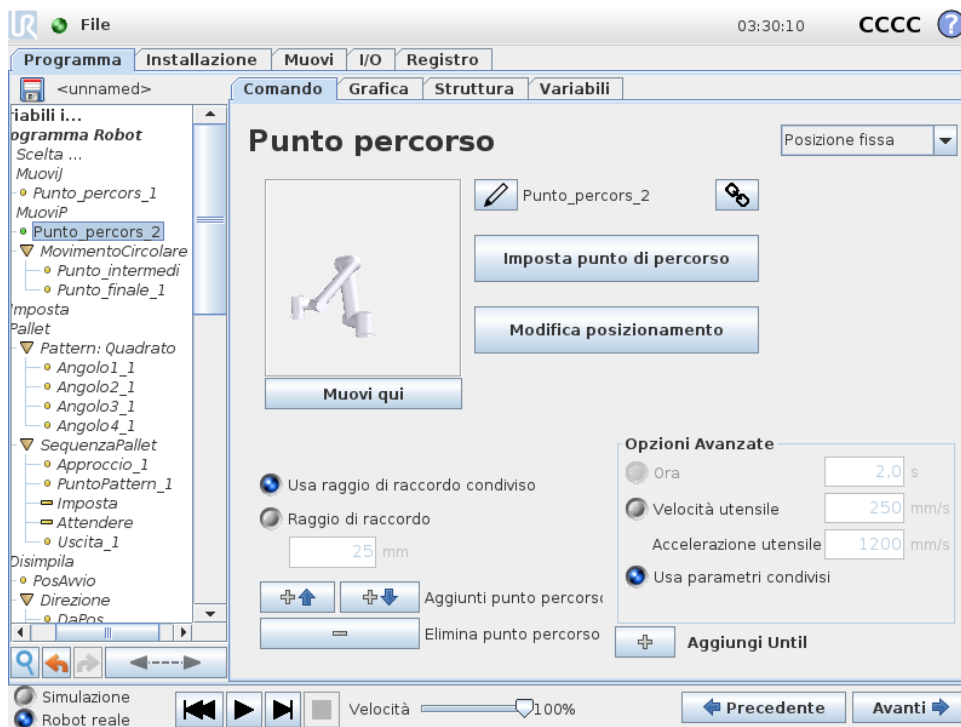 UR File 03:30:10 CCCC ?
Programma Installazione Muovi I/O Registro
<unnamed>
Comando Grafica Struttura Variabili
riabili i...
ogramma Robot
Scelta ...
MuoviJ
Punto_percors_1
MuoviP
Punto_percors_2
MovimentoCircolare
Punto_intermedi
Punto_finale_1
Imposta
Pallet
Pattern: Quadrato
Angolo1_1
Angolo2_1
Angolo3_1
Angolo4_1
SequenzaPallet
Approccio_1
PuntoPattern_1
Imposta
Attendere
Uscita_1
Disimpila
PosAvvio
Direzione
DaPos
Punto percorso
Posizione fissa
Punto_percors_2
Imposta punto di percorso
Modifica posizionamento
Muovi qui
Usa raggio di raccordo condiviso
Raggio di raccordo
25 mm
Aggiunti punto percorso
Elimina punto percorso
Opzioni Avanzate
Ora 2,0 s
Velocità utensile 250 mm/s
Accelerazione utensile 1200 mm/s
Usa parametri condivisi
Aggiungi Until
Simulazione
Robot reale
Velocità 100%
Precedente
Avanti